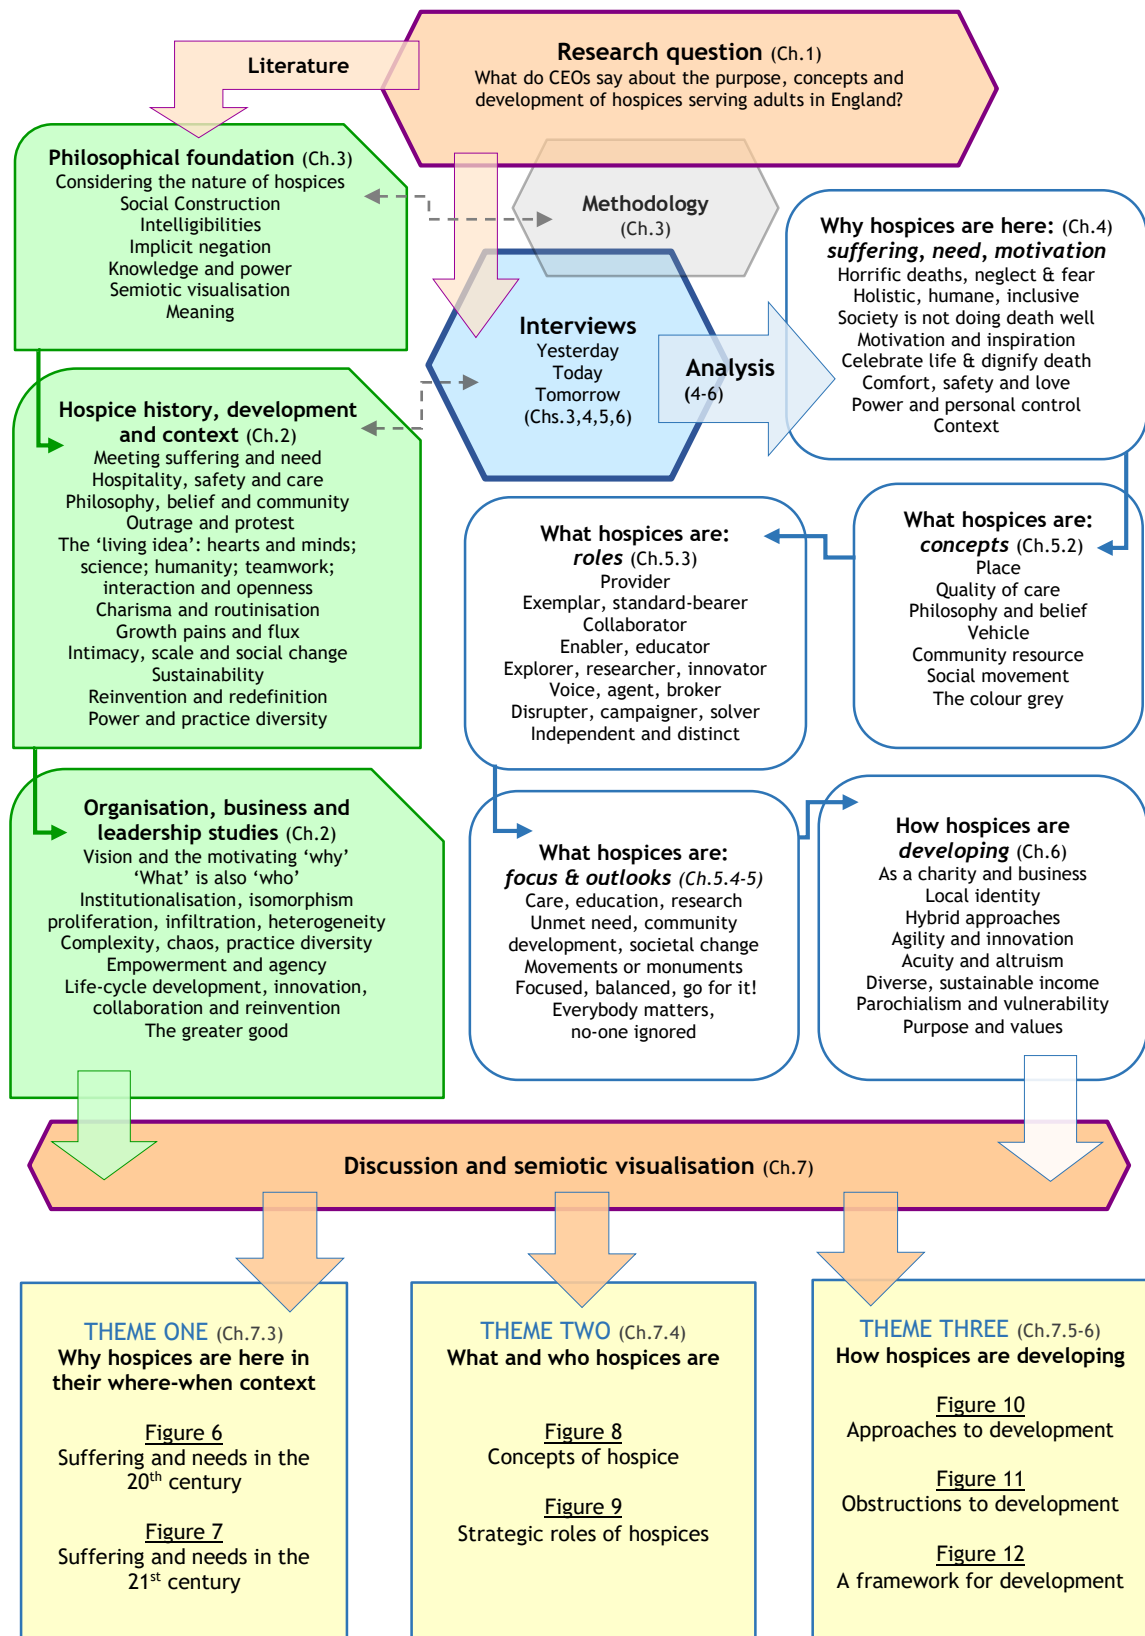 Research question (Ch.1)
What do CEOs say about the purpose, concepts and
development of hospices serving adults in England?
Literature
Philosophical foundation (Ch.3)
Considering the nature of hospices
Social Construction
Intelligibilities
Implicit negation
Knowledge and power
Semiotic visualisation
Meaning
Methodology
(Ch.3)
Interviews
Yesterday
Today
Tomorrow
(Chs.3,4,5,6)
Analysis
(4-6)
Why hospices are here: (Ch.4)
suffering, need, motivation
Horrific deaths, neglect & fear
Holistic, humane, inclusive
Society is not doing death well
Motivation and inspiration
Celebrate life & dignify death
Comfort, safety and love
Power and personal control
Context
Hospice history, development
and context (Ch.2)
Meeting suffering and need
Hospitality, safety and care
Philosophy, belief and community
Outrage and protest
The ‘living idea’: hearts and minds;
science; humanity; teamwork;
interaction and openness
Charisma and routinisation
Growth pains and flux
Intimacy, scale and social change
Sustainability
Reinvention and redefinition
Power and practice diversity
What hospices are:
roles (Ch.5.3)
Provider
Exemplar, standard-bearer
Collaborator
Enabler, educator
Explorer, researcher, innovator
Voice, agent, broker
Disrupter, campaigner, solver
Independent and distinct
What hospices are:
concepts (Ch.5.2)
Place
Quality of care
Philosophy and belief
Vehicle
Community resource
Social movement
The colour grey
Organisation, business and
leadership studies (Ch.2)
Vision and the motivating ‘why’
‘What’ is also ‘who’
Institutionalisation, isomorphism
proliferation, infiltration, heterogeneity
Complexity, chaos, practice diversity
Empowerment and agency
Life-cycle development, innovation,
collaboration and reinvention
The greater good
What hospices are:
focus & outlooks (Ch.5.4-5)
Care, education, research
Unmet need, community
development, societal change
Movements or monuments
Focused, balanced, go for it!
Everybody matters,
no-one ignored
How hospices are
developing (Ch.6)
As a charity and business
Local identity
Hybrid approaches
Agility and innovation
Acuity and altruism
Diverse, sustainable income
Parochialism and vulnerability
Purpose and values
Discussion and semiotic visualisation (Ch.7)
THEME ONE (Ch.7.3)
Why hospices are here in
their where-when context
Figure 6
Suffering and needs in the
20th century
Figure 7
Suffering and needs in the
21st century
THEME TWO (Ch.7.4)
What and who hospices are
Figure 8
Concepts of hospice
Figure 9
Strategic roles of hospices
THEME THREE (Ch.7.5-6)
How hospices are developing
Figure 10
Approaches to development
Figure 11
Obstructions to development
Figure 12
A framework for development